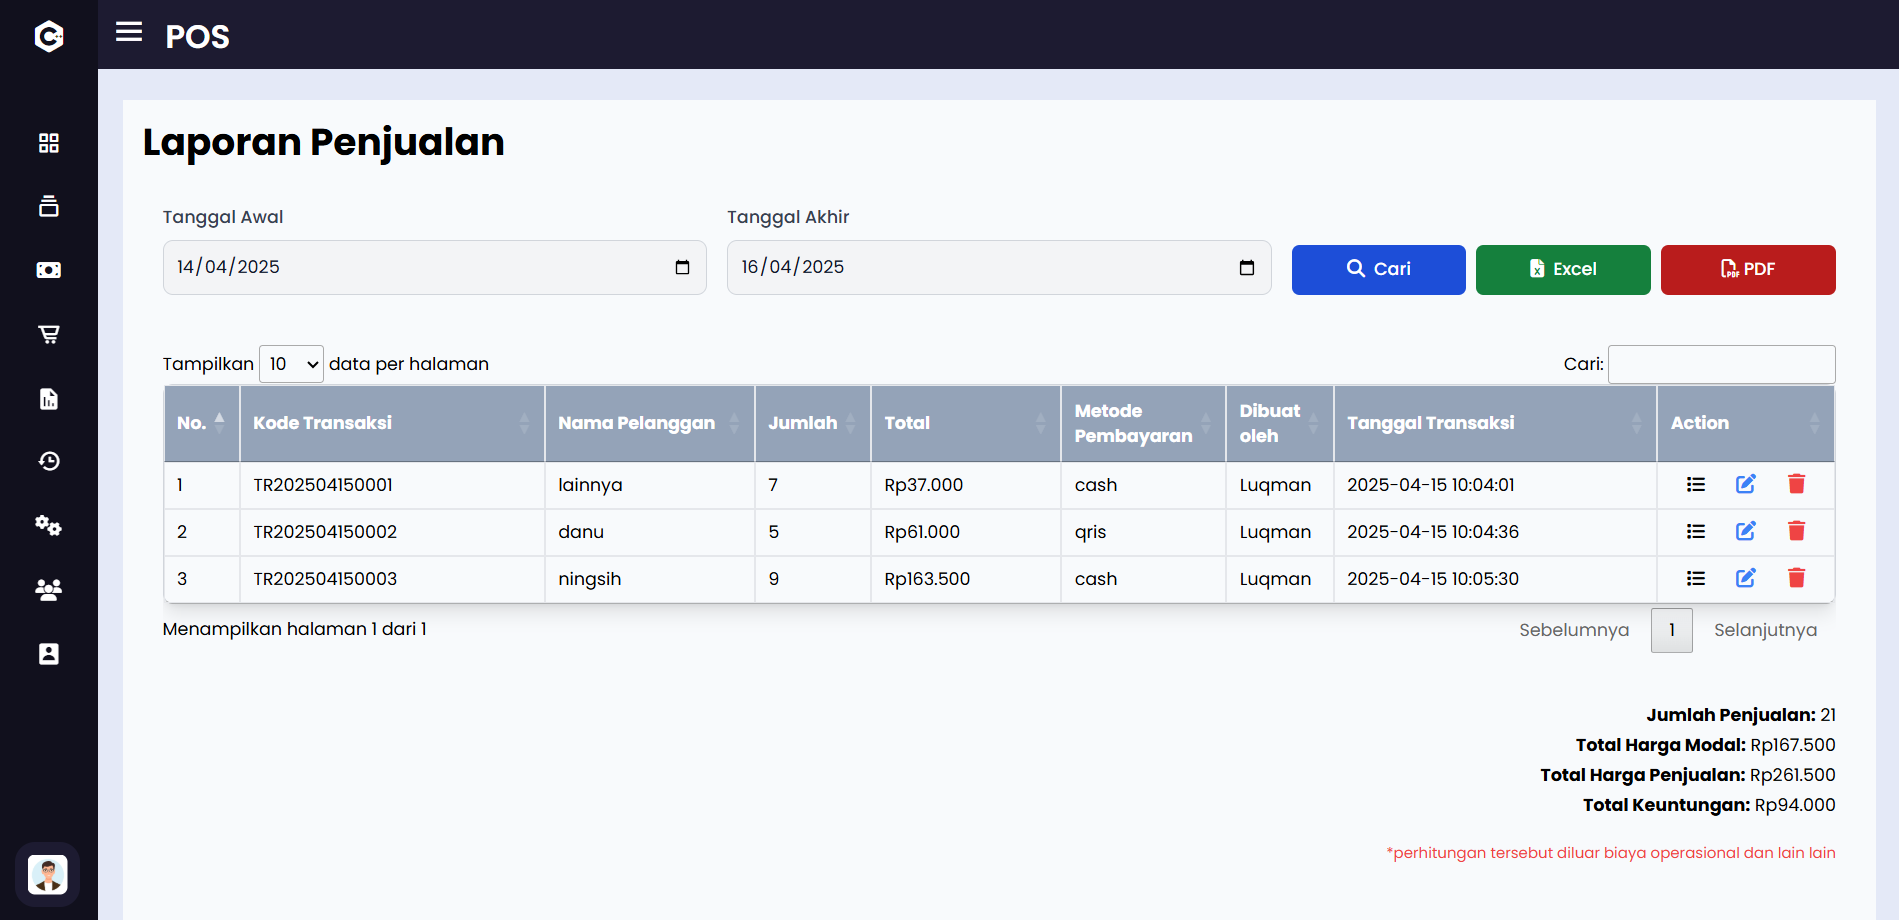 POS
Laporan Penjualan
Tanggal Awal
Tanggal Akhir
14/04/2025
16/04/2025
Cari
Excel
PDF
Tampilkan 10 data per halaman
Cari:
No. Kode Transaksi Nama Pelanggan Jumlah Total Metode Pembayaran Dibuat oleh Tanggal Transaksi Action
1 TR202504150001 lainnya 7 Rp37.000 cash Luqman 2025-04-15 10:04:01
2 TR202504150002 danu 5 Rp61.000 qris Luqman 2025-04-15 10:04:36
3 TR202504150003 ningsih 9 Rp163.500 cash Luqman 2025-04-15 10:05:30
Menampilkan halaman 1 dari 1
Sebelumnya 1 Selanjutnya
Jumlah Penjualan: 21
Total Harga Modal: Rp167.500
Total Harga Penjualan: Rp261.500
Total Keuntungan: Rp94.000
*perhitungan tersebut diluar biaya operasional dan lain lain